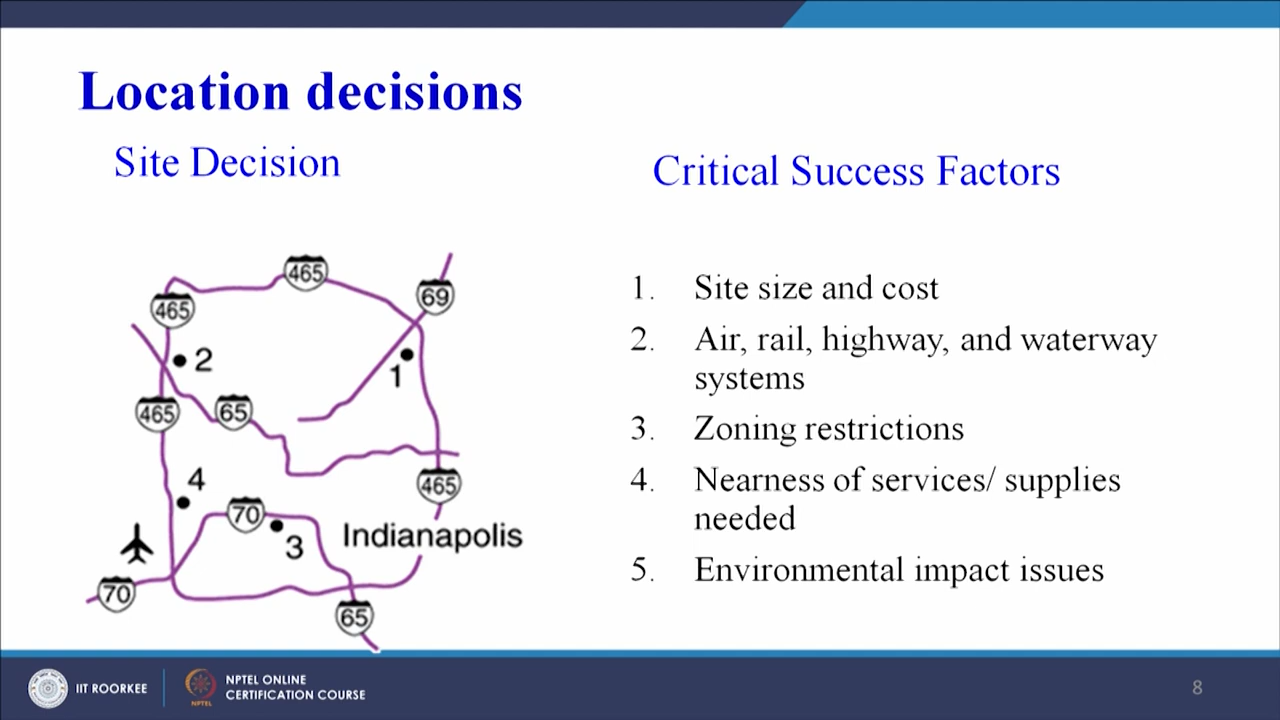 Location decisions
Site Decision
Critical Success Factors
465
69
465
2
1
465
65
4
465
70
3
Indianapolis
70
65
1. Site size and cost
2. Air, rail, highway, and waterway
systems
3. Zoning restrictions
4. Nearness of services/ supplies
needed
5. Environmental impact issues
IIT ROORKEE
NPTEL
NPTEL ONLINE
CERTIFICATION COURSE
8